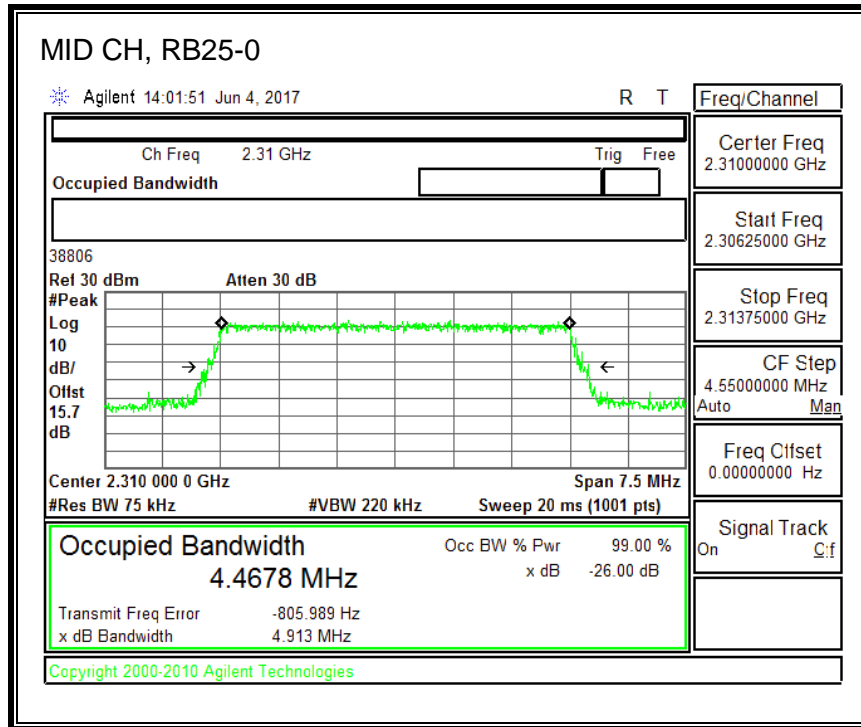 MID CH, RB25-0
Agilent 14:01:51 Jun 4, 2017 R T
Freq/Channel
Ch Freq 2.31 GHz Trig Free
Occupied Bandwidth
Center Freq
2.31000000 GHz
Start Freq
2.30625000 GHz
Stop Freq
2.31375000 GHz
CF Step
4.55000000 MHz
Auto Man
Freq Offset
0.00000000 Hz
Signal Track
On Off
38806
Ref 30 dBm Atten 30 dB
#Peak
Log
10
dB/
Offst
15.7
dB
Center 2.310 000 0 GHz Span 7.5 MHz
#Res BW 75 kHz #VBW 220 kHz Sweep 20 ms (1001 pts)
Occupied Bandwidth Occ BW % Pwr 99.00 %
4.4678 MHz x dB -26.00 dB
Transmit Freq Error -805.989 Hz
x dB Bandwidth 4.913 MHz
Copyright 2000-2010 Agilent Technologies